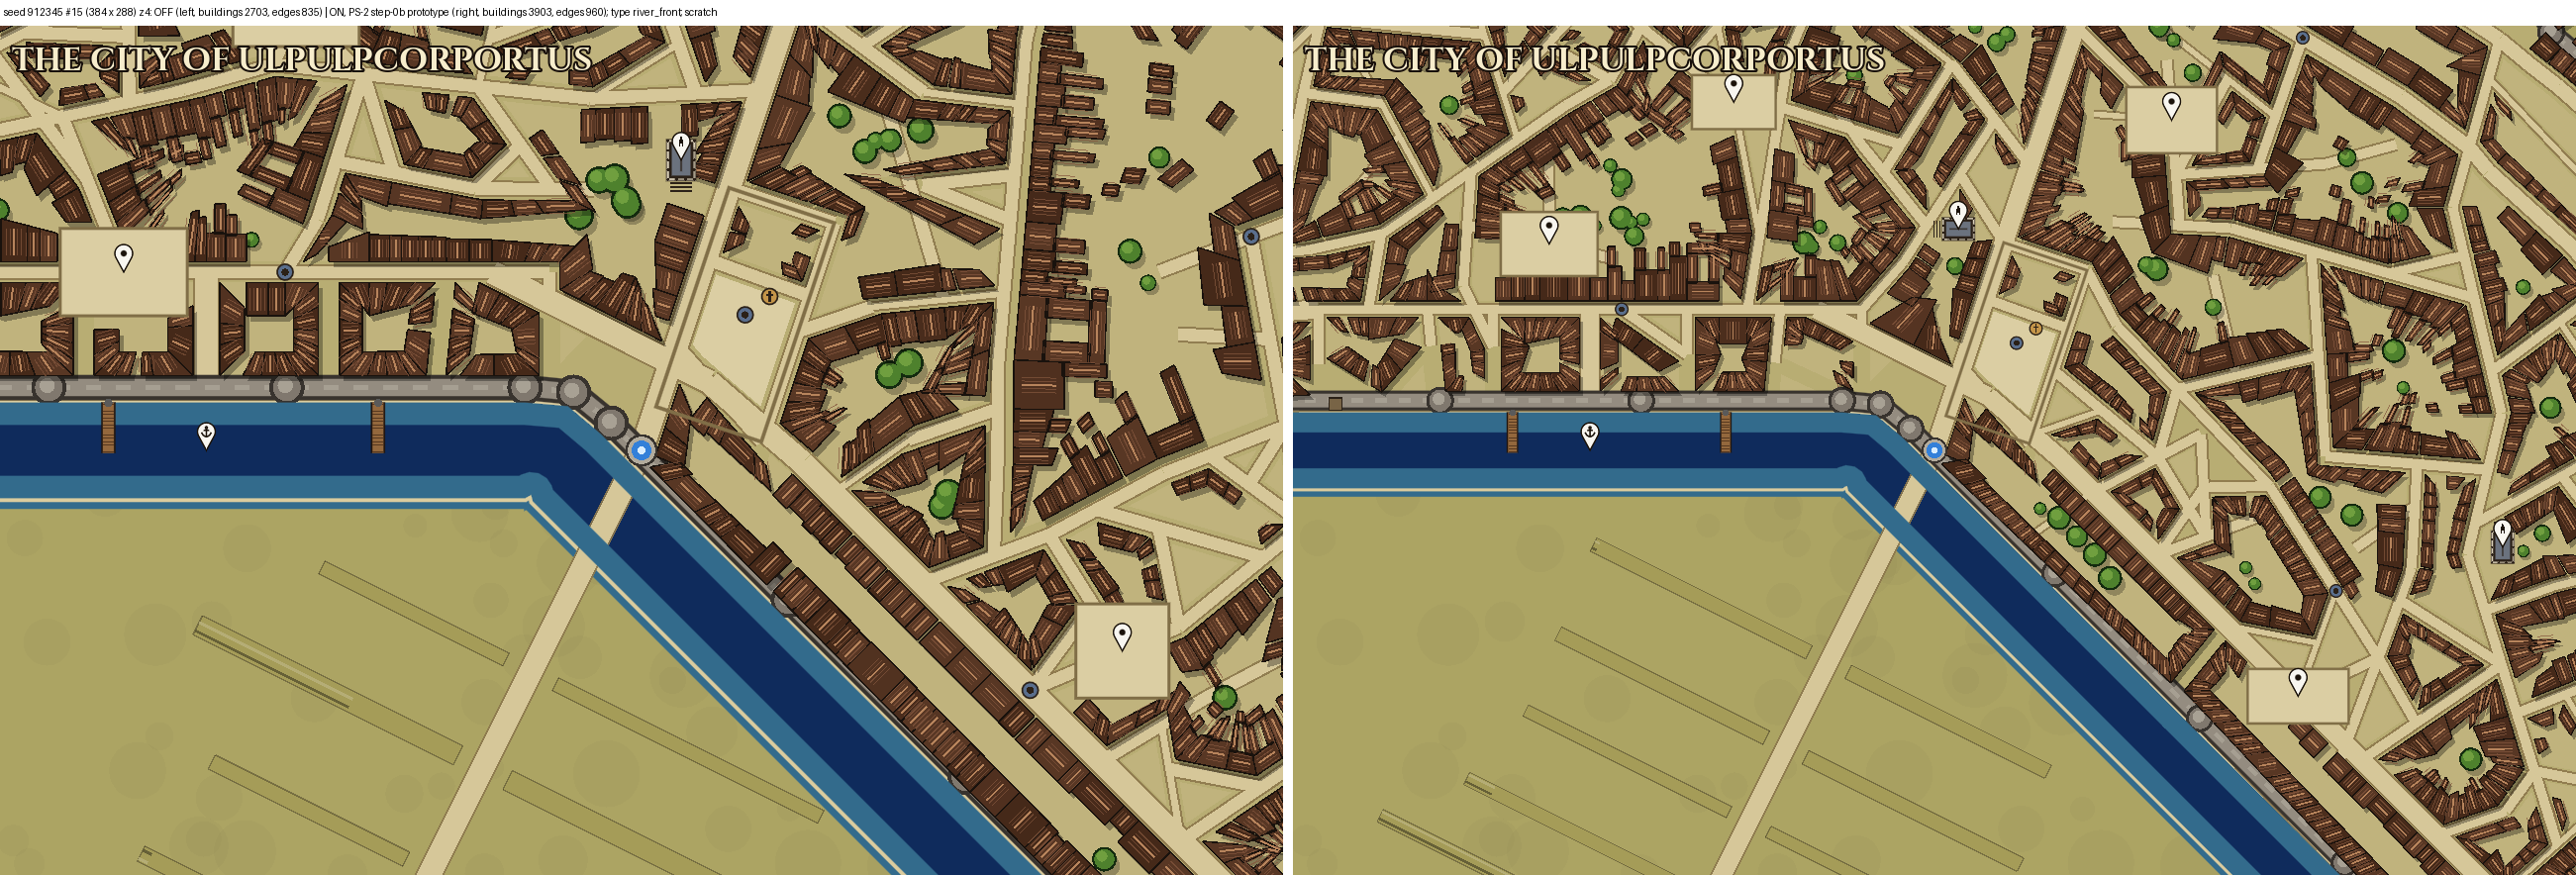 seed 912345 #15 (384 x 288) z4: OFF (left, buildings 2703, edges 835) | ON, PS-2 step-0b prototype (right, buildings 3903, edges 960); type river_front; scratch
THE CITY OF ULPULPCORPORTUS
THE CITY OF ULPULPCORPORTUS